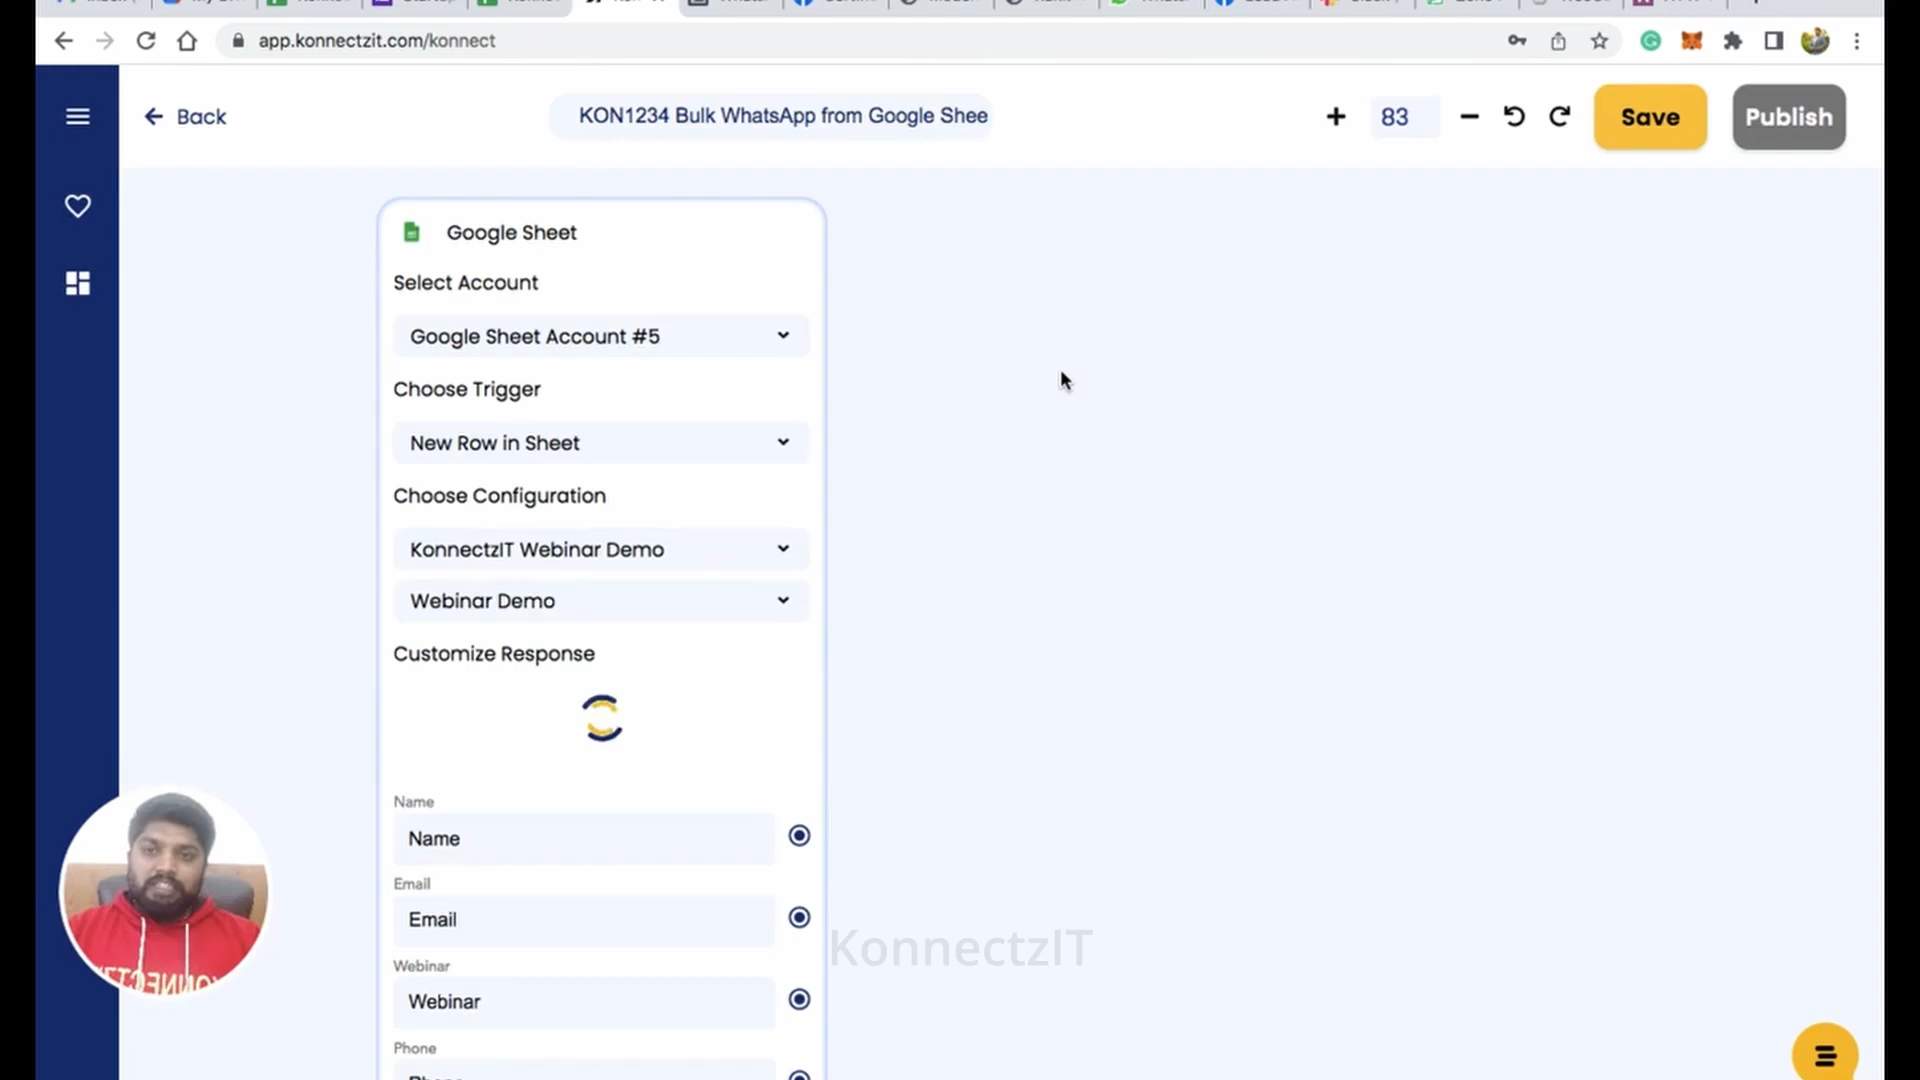 app.konnectzit.com/konnect
Back
KON1234 Bulk WhatsApp from Google Shee
83
Save
Publish
Google Sheet
Select Account
Google Sheet Account #5
Choose Trigger
New Row in Sheet
Choose Configuration
KonnectzIT Webinar Demo
Webinar Demo
Customize Response
Name
Name
Email
Email
KonnectzIT
Webinar
Webinar
Phone